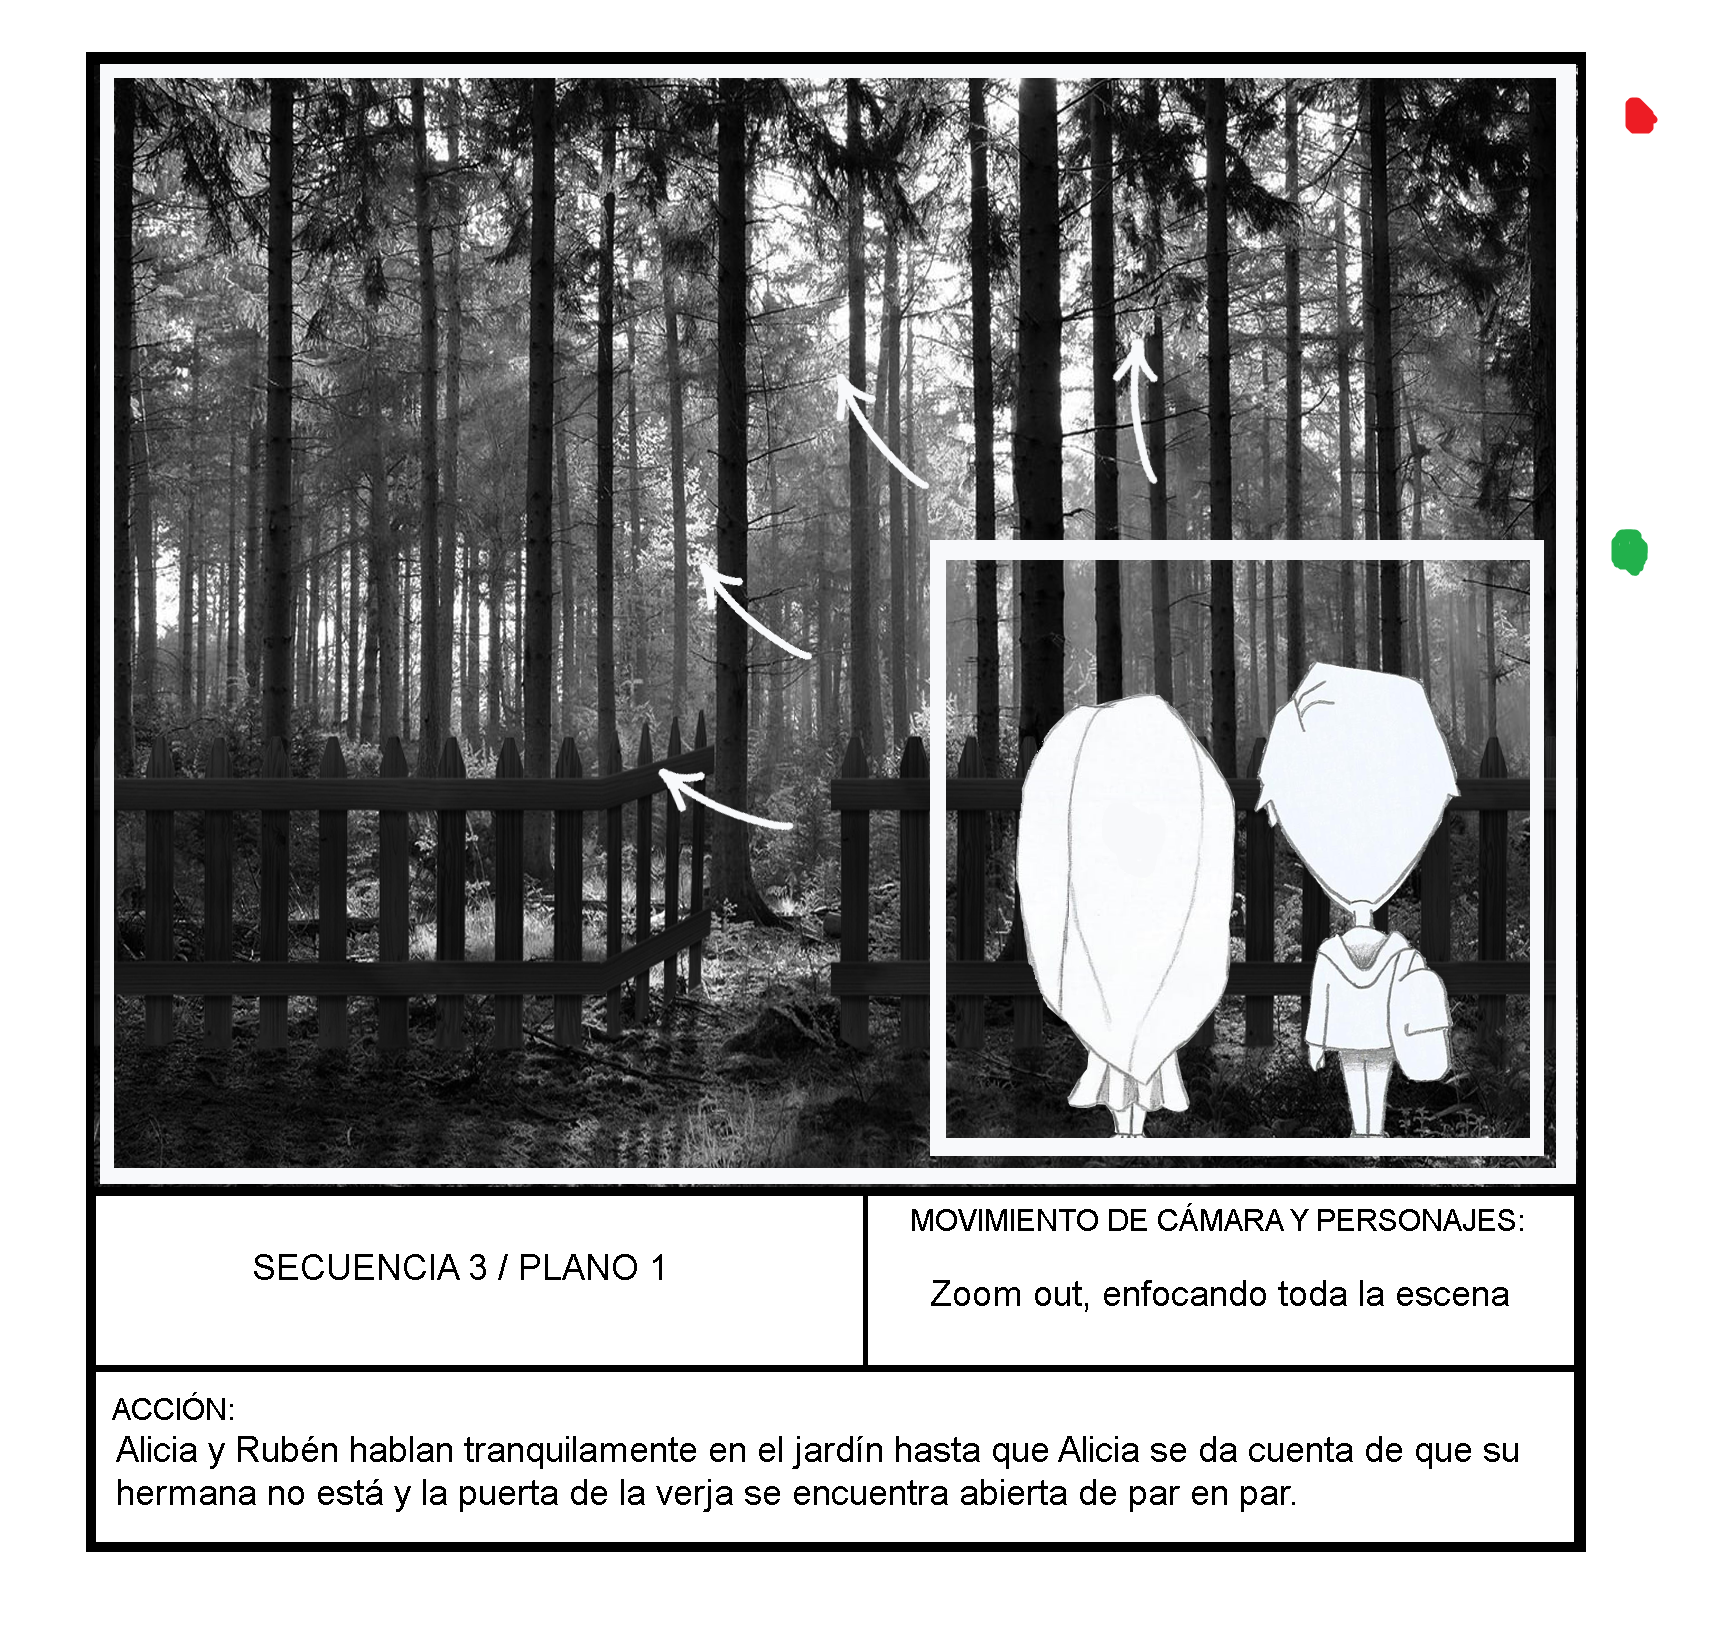 SECUENCIA 3 / PLANO 1
MOVIMIENTO DE CÁMARA Y PERSONAJES:
Zoom out, enfocando toda la escena
ACCIÓN:
Alicia y Rubén hablan tranquilamente en el jardín hasta que Alicia se da cuenta de que su
hermana no está y la puerta de la verja se encuentra abierta de par en par.